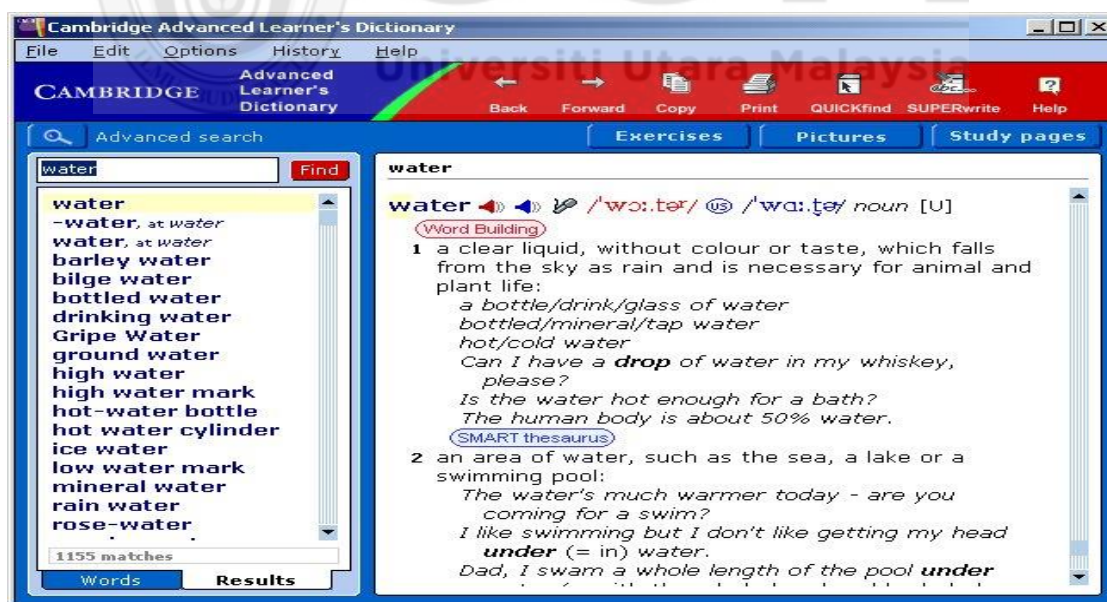 Cambridge Advanced Learner's Dictionary
File Edit Options History Help
Universiti Utara Malaysia
CAMBRIDGE Advanced Learner's Dictionary
Back Forward Copy Print QUICKfind SUPERwrite Help
Advanced search Exercises Pictures Study pages
water Find
water
-water, at water
water, at water
barley water
bilge water
bottled water
drinking water
Gripe Water
ground water
high water
high water mark
hot-water bottle
hot water cylinder
ice water
low water mark
mineral water
rain water
rose-water
1155 matches
Words Results
water
water /ˈwɔː.təʳ/ US /ˈwɑː.t̬ɚ/ noun [U]
Word Building
1 a clear liquid, without colour or taste, which falls
from the sky as rain and is necessary for animal and
plant life:
a bottle/drink/glass of water
bottled/mineral/tap water
hot/cold water
Can I have a drop of water in my whiskey,
please?
Is the water hot enough for a bath?
The human body is about 50% water.
SMART thesaurus
2 an area of water, such as the sea, a lake or a
swimming pool:
The water's much warmer today - are you
coming for a swim?
I like swimming but I don't like getting my head
under (= in) water.
Dad, I swam a whole length of the pool under